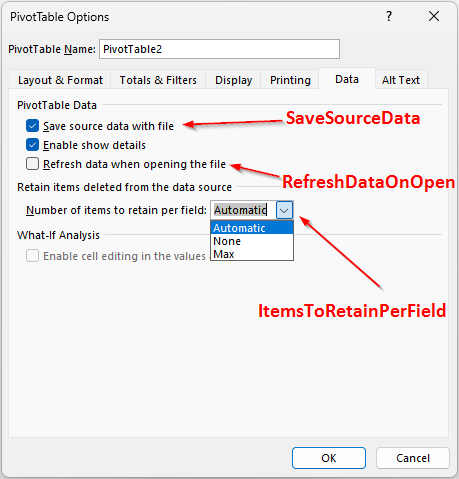 PivotTable Options
?
PivotTable Name: PivotTable2
Layout & Format Totals & Filters Display Printing Data Alt Text
PivotTable Data
Save source data with file
SaveSourceData
Enable show details
Refresh data when opening the file
RefreshDataOnOpen
Retain items deleted from the data source
Number of items to retain per field: Automatic
Automatic
None
Max
What-If Analysis
Enable cell editing in the values
ItemsToRetainPerField
OK Cancel